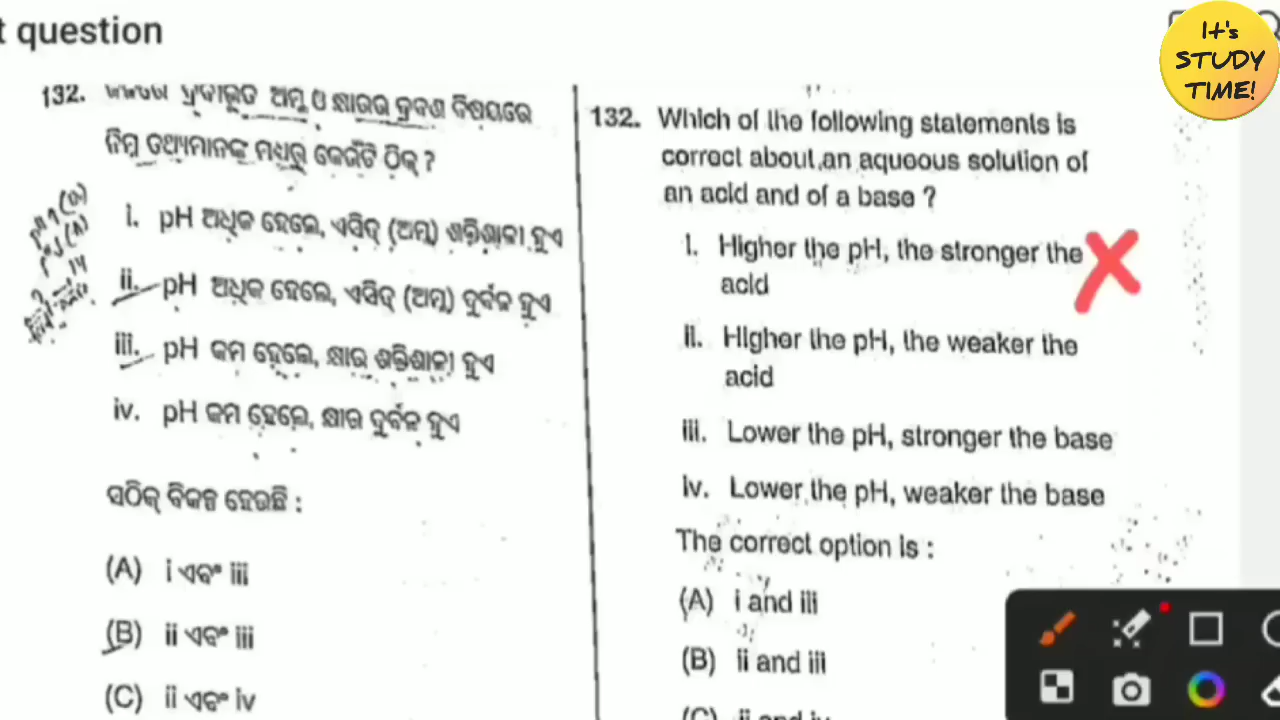 t question
It's
STUDY
TIME!
132. ଦ୍ରବୀଭୂତ ଅମ୍ଳ ଓ କ୍ଷାରର ଦ୍ରବଣ ବିଷୟରେ
ନିମ୍ନ ତଥ୍ୟମାନଙ୍କ ମଧ୍ୟରୁ କେଉଁଟି ଠିକ୍ ?
i. pH ଅଧିକ ହେଲେ, ଏସିଡ୍ (ଅମ୍ଳ) ଶକ୍ତିଶାଳୀ ହୁଏ
ii. pH ଅଧିକ ହେଲେ, ଏସିଡ୍ (ଅମ୍ଳ) ଦୁର୍ବଳ ହୁଏ
iii. pH କମ ହେଲେ, କ୍ଷାର ଶକ୍ତିଶାଳୀ ହୁଏ
iv. pH କମ ହେଲେ, କ୍ଷାର ଦୁର୍ବଳ ହୁଏ
ସଠିକ୍ ବିକଳ୍ପ ହେଉଛି :
(A) i ଏବଂ iii
(B) ii ଏବଂ iii
(C) ii ଏବଂ iv
132. Which of the following statements is
correct about an aqueous solution of
an acid and of a base ?
i. Higher the pH, the stronger the
acid
ii. Higher the pH, the weaker the
acid
iii. Lower the pH, stronger the base
iv. Lower the pH, weaker the base
The correct option is :
(A) i and iii
(B) ii and iii
(C) ii and iv